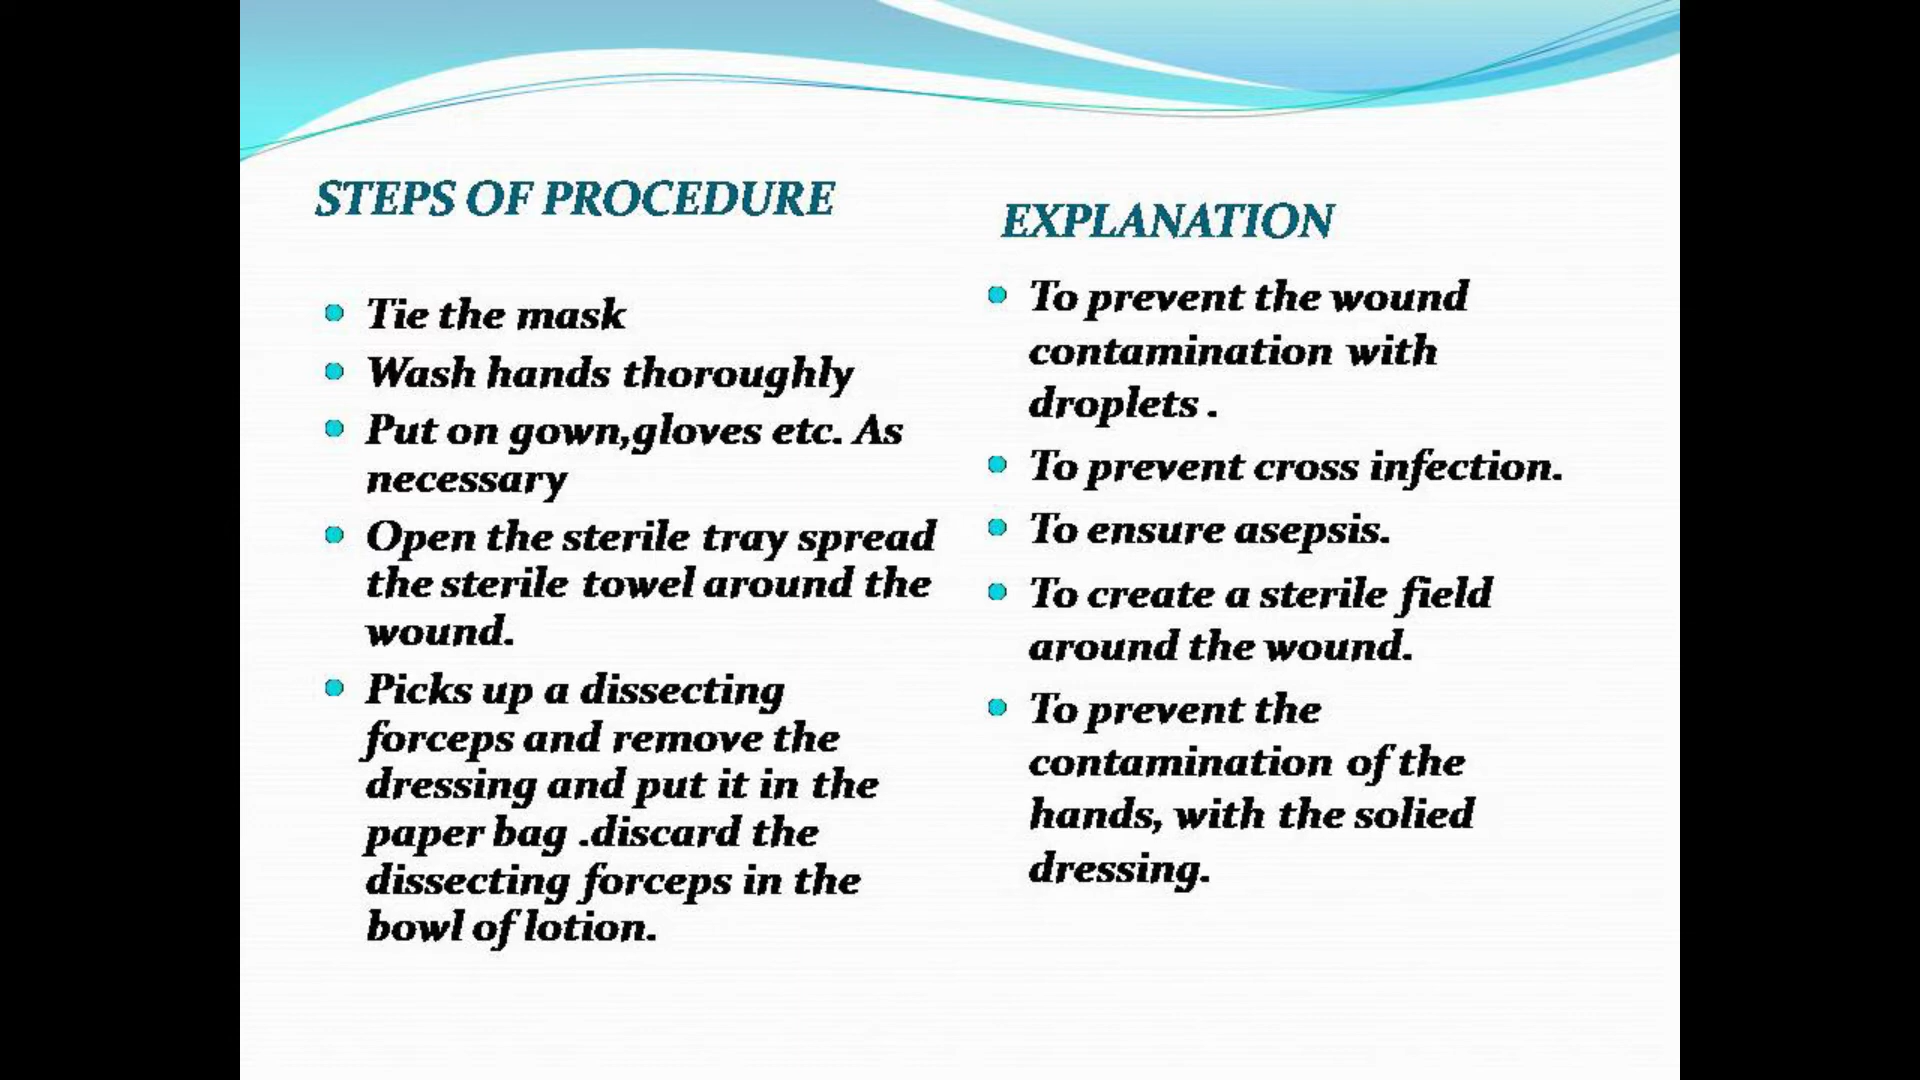 STEPS OF PROCEDURE
Tie the mask
Wash hands thoroughly
Put on gown,gloves etc. As
necessary
Open the sterile tray spread
the sterile towel around the
wound.
Picks up a dissecting
forceps and remove the
dressing and put it in the
paper bag .discard the
dissecting forceps in the
bowl of lotion.
EXPLANATION
To prevent the wound
contamination with
droplets .
To prevent cross infection.
To ensure asepsis.
To create a sterile field
around the wound.
To prevent the
contamination of the
hands, with the solied
dressing.